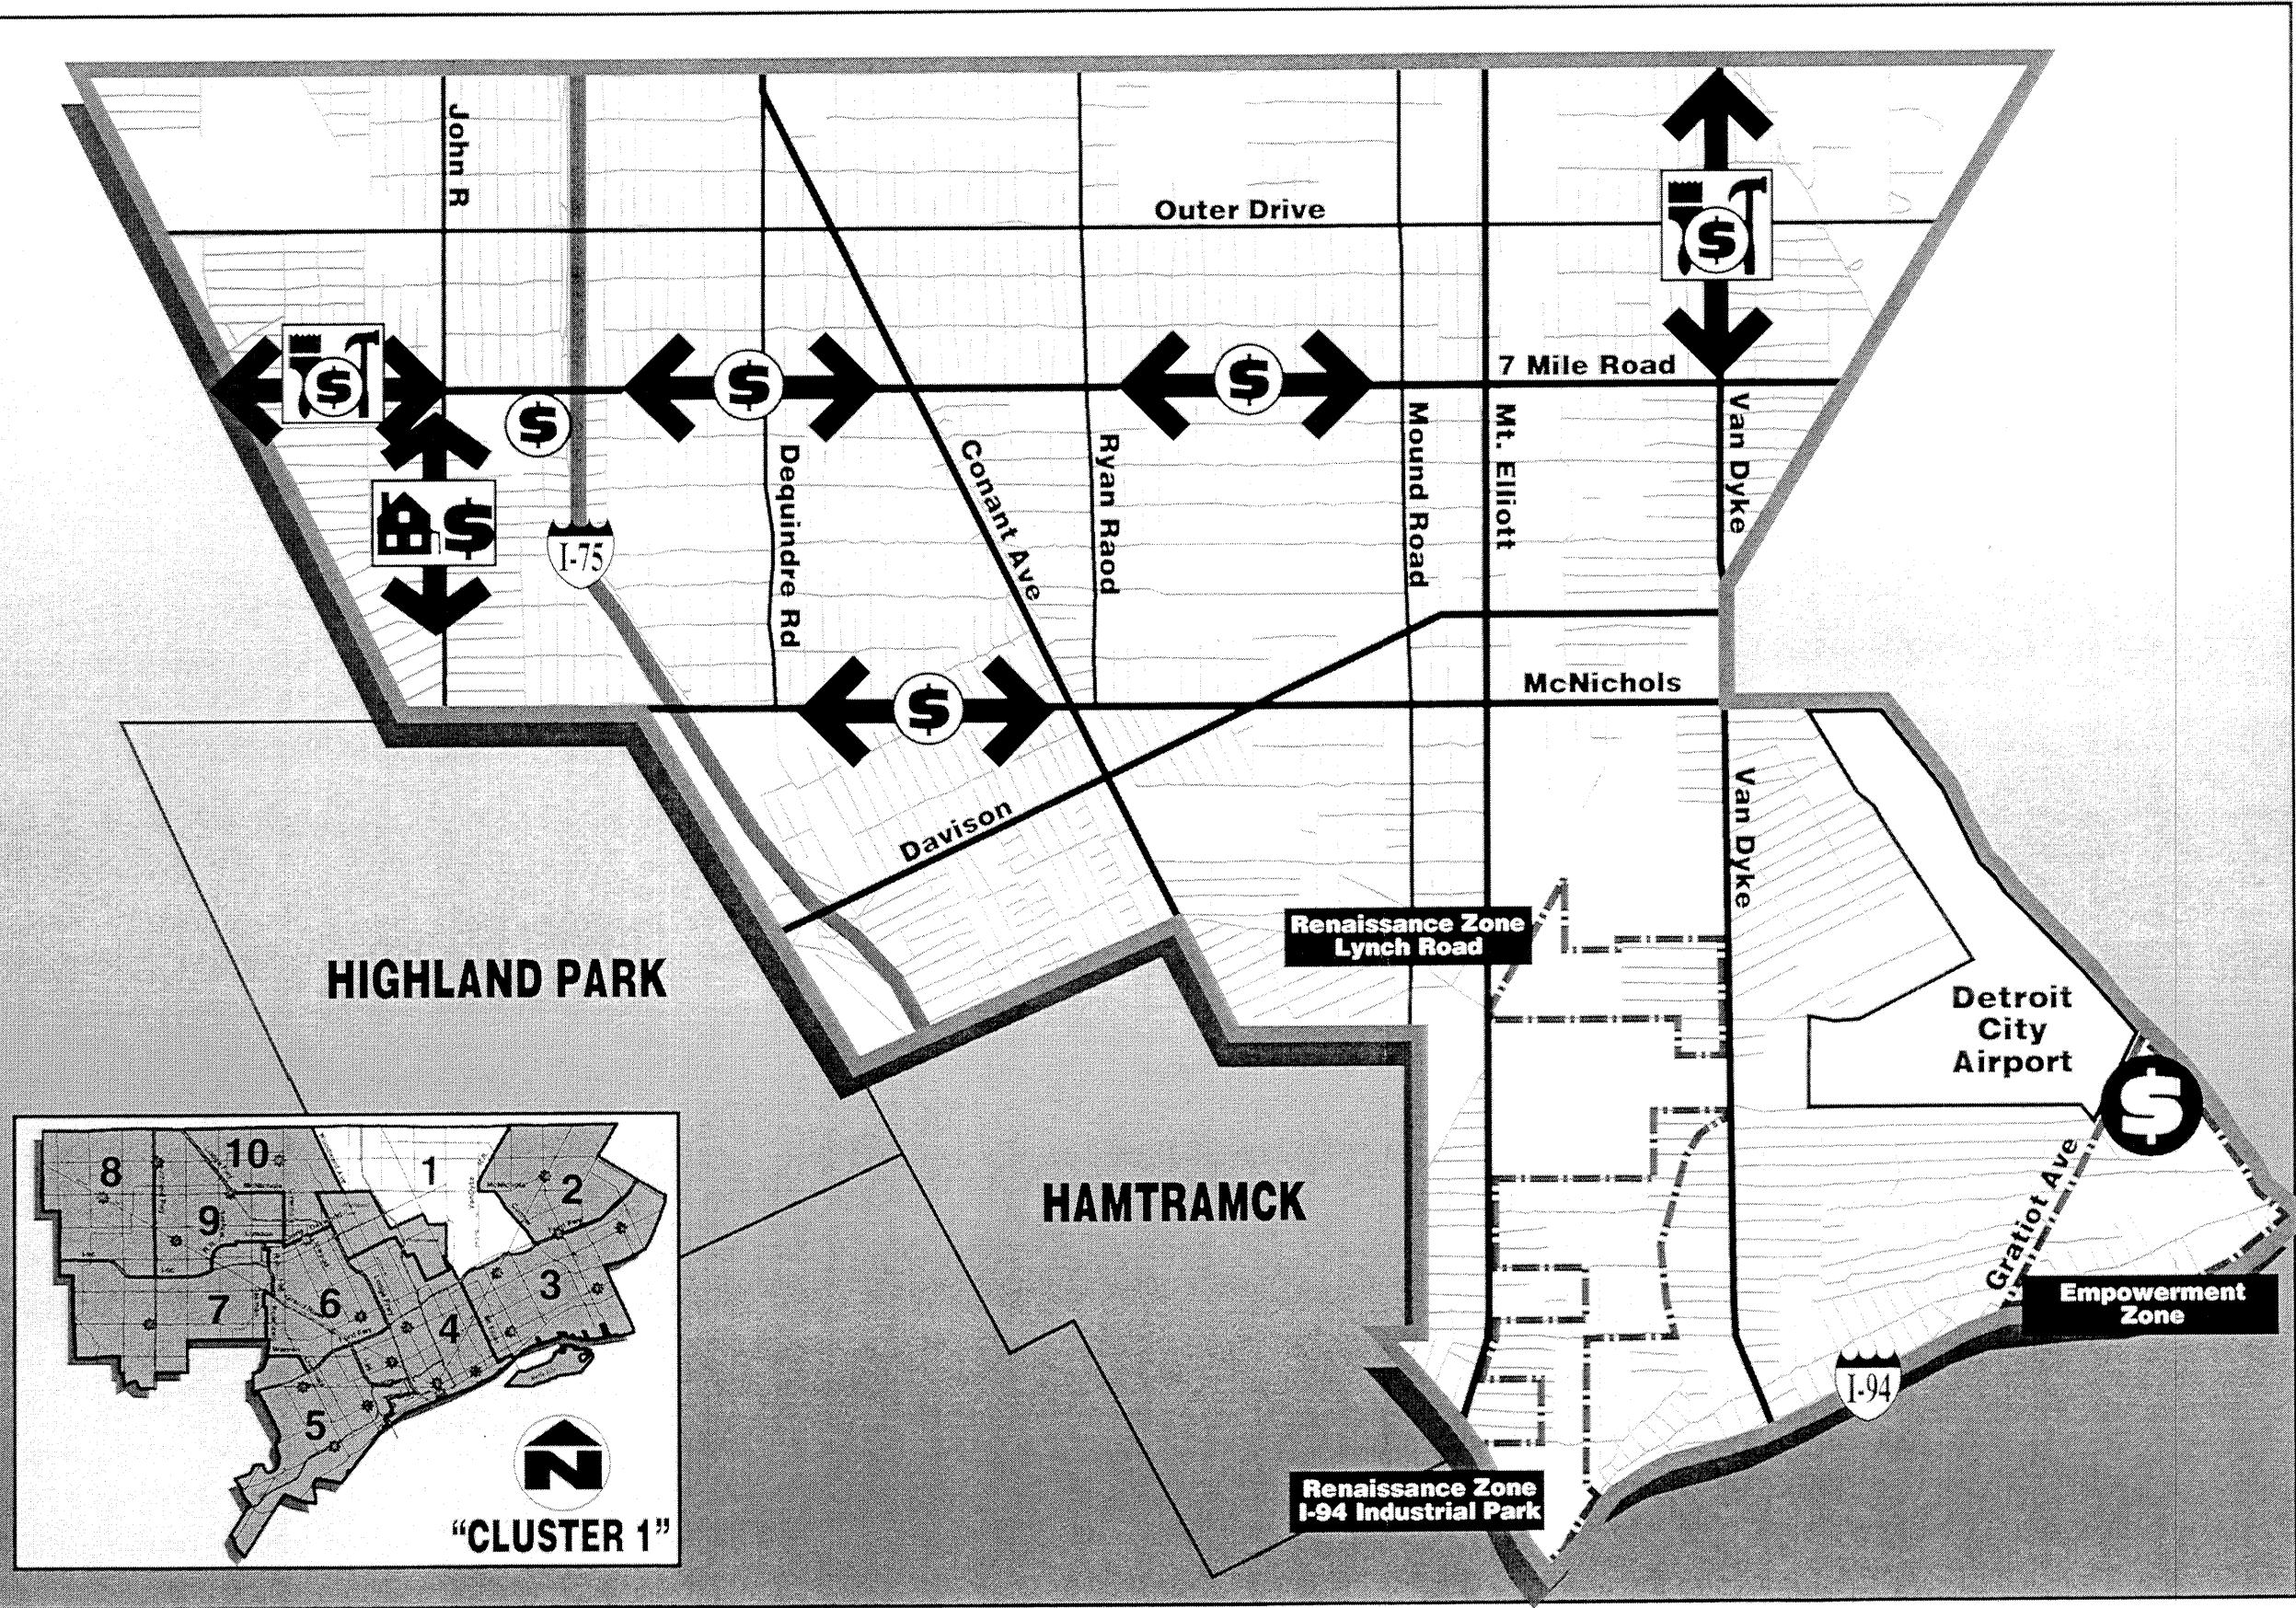 John R
Outer Drive
$
$
$
$
$
7 Mile Road
$
I-75
Dequindre Rd
Conant Ave
Ryan Raod
Mound Road
Mt. Elliott
Van Dyke
$
McNichols
Davison
Van Dyke
Renaissance Zone
Lynch Road
HIGHLAND PARK
Detroit
City
Airport
$
HAMTRAMCK
Gratiot Ave
Empowerment
Zone
I-94
Renaissance Zone
I-94 Industrial Park
8
10
1
2
9
7
6
3
4
5
N
“CLUSTER 1”